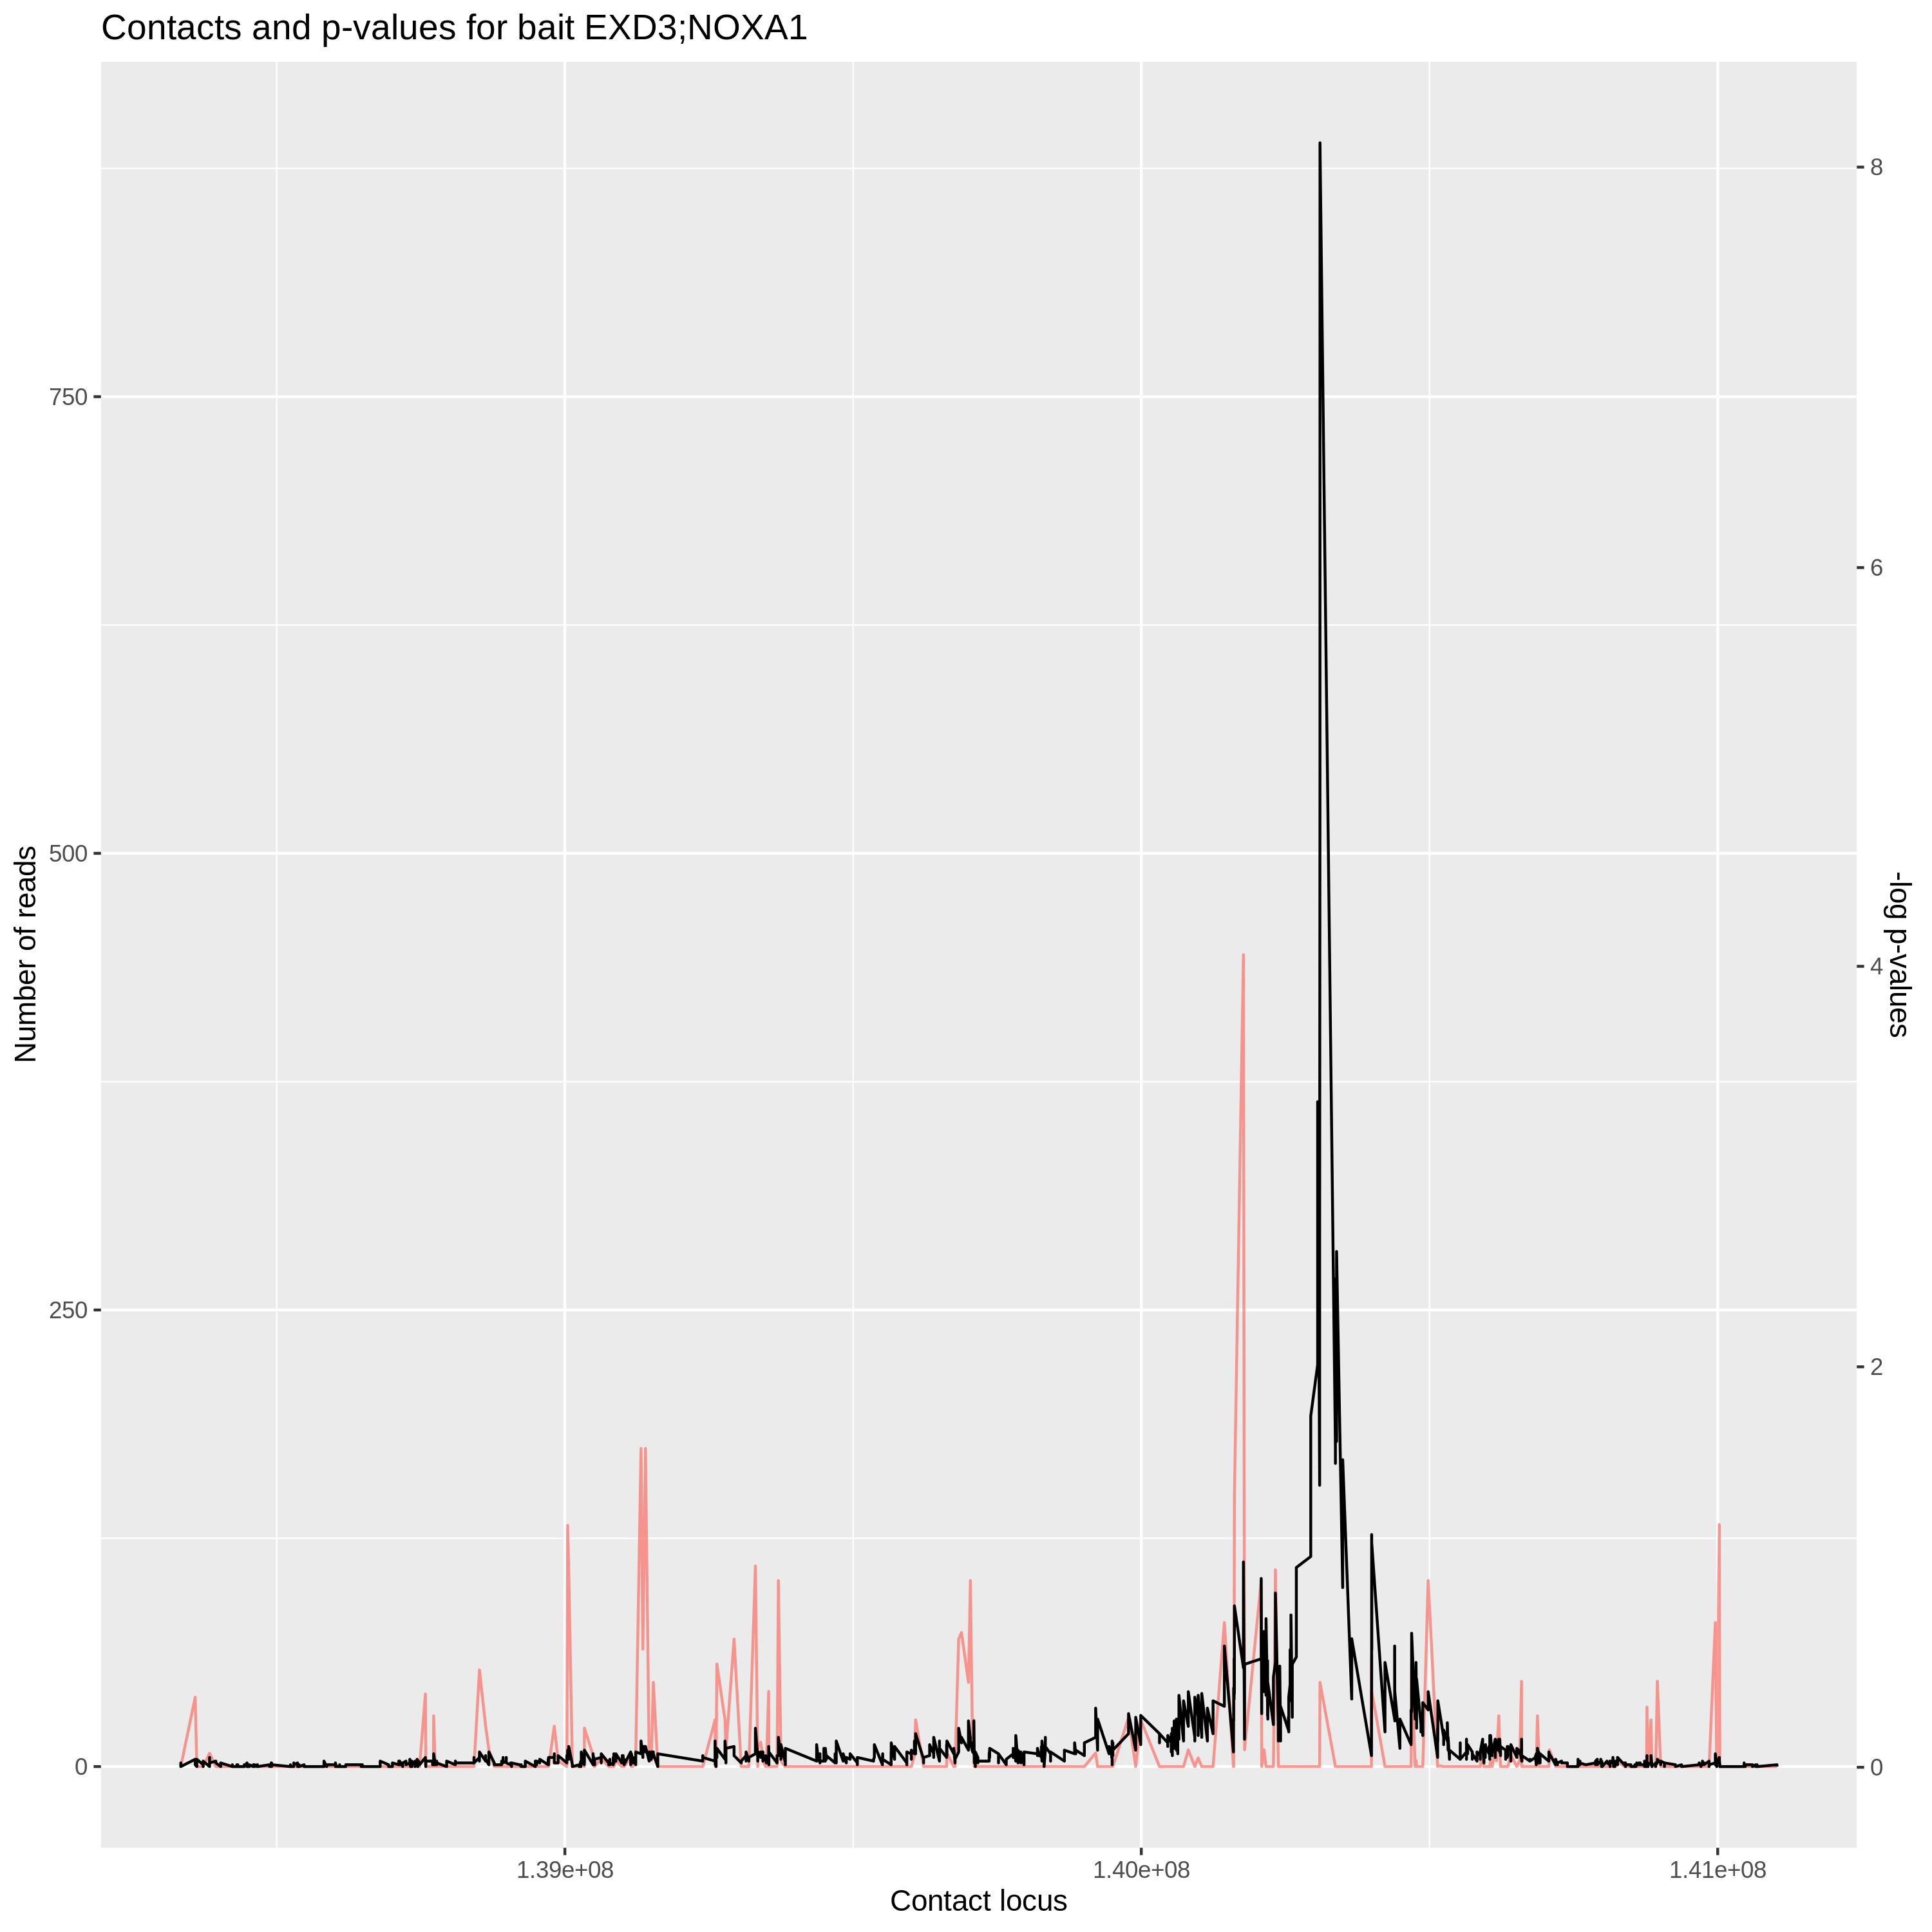 Contacts and p-values for bait EXD3;NOXA1
750
500
250
0
8
6
4
2
0
Number of reads
-log p-values
1.39e+08
1.40e+08
1.41e+08
Contact locus